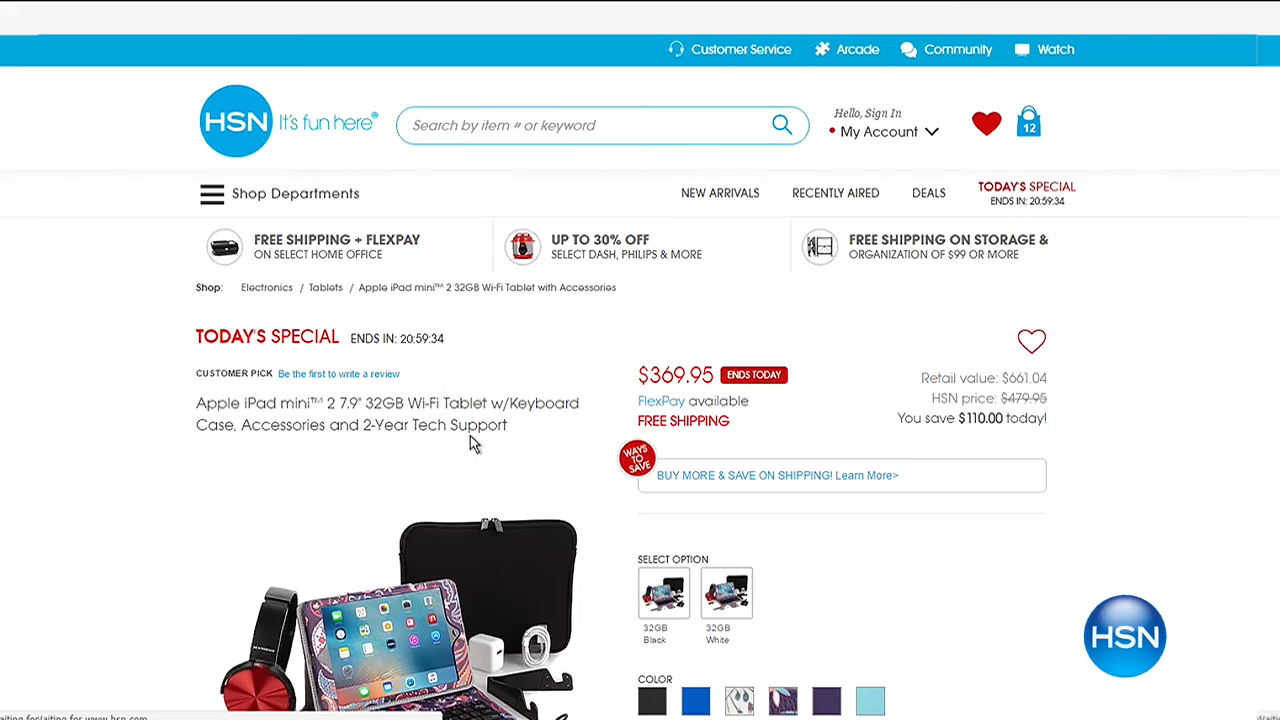 Customer Service
Arcade
Community
Watch
HSN It's fun here®
Search by item # or keyword
Hello, Sign In
My Account
12
Shop Departments
NEW ARRIVALS
RECENTLY AIRED
DEALS
TODAY'S SPECIAL
ENDS IN: 20:59:34
FREE SHIPPING + FLEXPAY
ON SELECT HOME OFFICE
UP TO 30% OFF
SELECT DASH, PHILIPS & MORE
FREE SHIPPING ON STORAGE &
ORGANIZATION OF $99 OR MORE
Shop: Electronics / Tablets / Apple iPad mini™ 2 32GB Wi-Fi Tablet with Accessories
TODAY'S SPECIAL ENDS IN: 20:59:34
CUSTOMER PICK Be the first to write a review
Apple iPad mini™ 2 7.9" 32GB Wi-Fi Tablet w/Keyboard
Case, Accessories and 2-Year Tech Support
$369.95 ENDS TODAY
FlexPay available
FREE SHIPPING
Retail value: $661.04
HSN price: $479.95
You save $110.00 today!
WAYS
TO
SAVE
BUY MORE & SAVE ON SHIPPING! Learn More>
SELECT OPTION
32GB
Black
32GB
White
COLOR
HSN